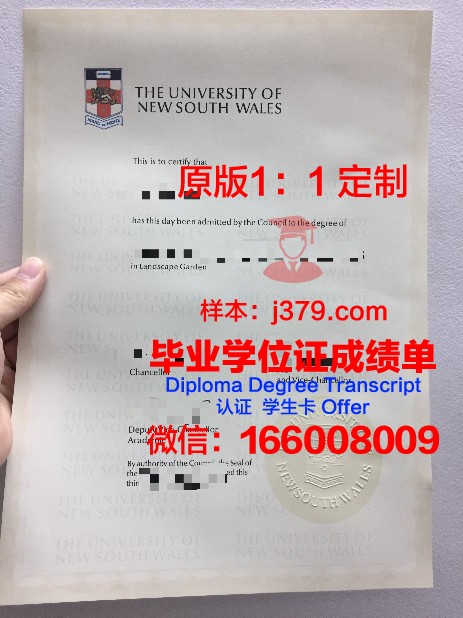 THE UNIVERSITY OF
NEW SOUTH WALES
This is to certify that
原版1：1 定制
has this day been admitted by the Council to the degree of
in Landscape Garden
样本：j379.com
毕业学位证成绩单
Chancellor
and Vice-Chancellor
Diploma Degree Transcript
认证 学生卡 Offer
Academic
微信：166008009
By authority of the Council, the Seal of
the
this
NEW SOUTH WALES